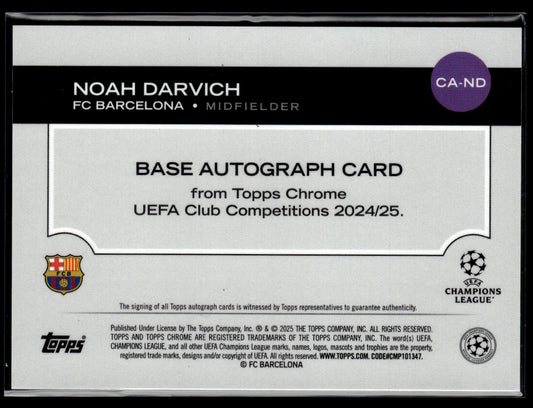 NOAH DARVICH
CA-ND
FC BARCELONA • MIDFIELDER
BASE AUTOGRAPH CARD
from Topps Chrome
UEFA Club Competitions 2024/25.
FCB
UEFA
CHAMPIONS
LEAGUE
The signing of all Topps autograph cards is witnessed by Topps representatives to guarantee authenticity.
Topps
Published Under License by The Topps Company, Inc. ® & © 2025 THE TOPPS COMPANY, INC. ALL RIGHTS RESERVED.
TOPPS AND TOPPS CHROME ARE REGISTERED TRADEMARKS OF THE TOPPS COMPANY, INC. The word(s) UEFA,
CHAMPIONS LEAGUE, and all other UEFA Champions League marks, names, logos, mascots and trophies are the property,
registered trade marks, designs and/or copyright of UEFA. All rights reserved. WWW.TOPPS.COM. CODE#CMP101347.
© FC BARCELONA